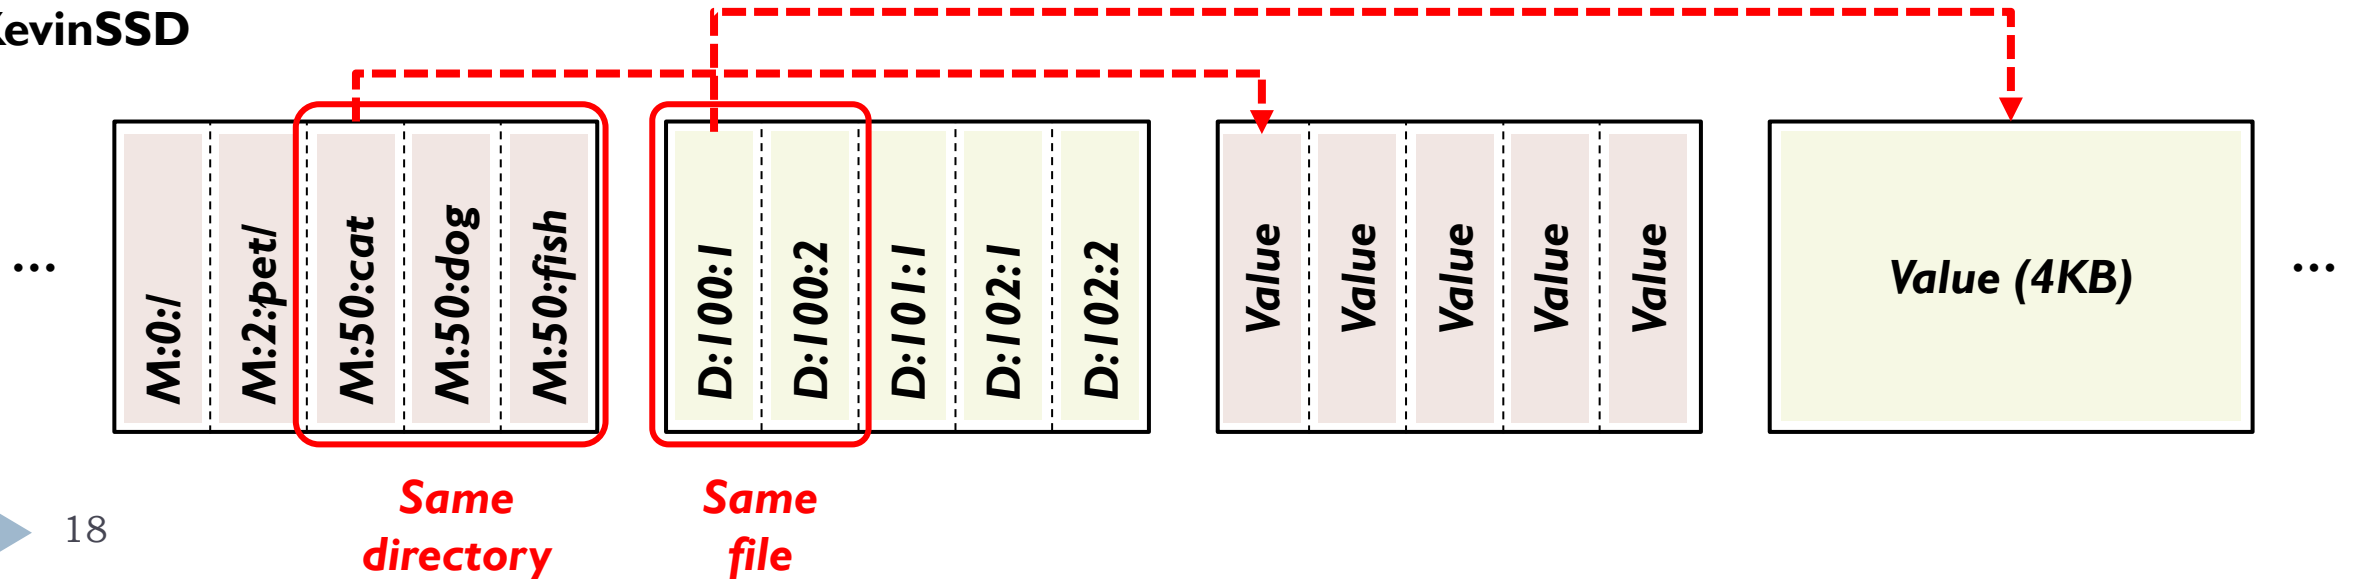 KevinSSD
...
M:0:/
M:2:pet/
M:50:cat
M:50:dog
M:50:fish
D:100:1
D:100:2
D:101:1
D:102:1
D:102:2
Value
Value
Value
Value
Value
Value (4KB)
...
Same
directory
Same
file
18